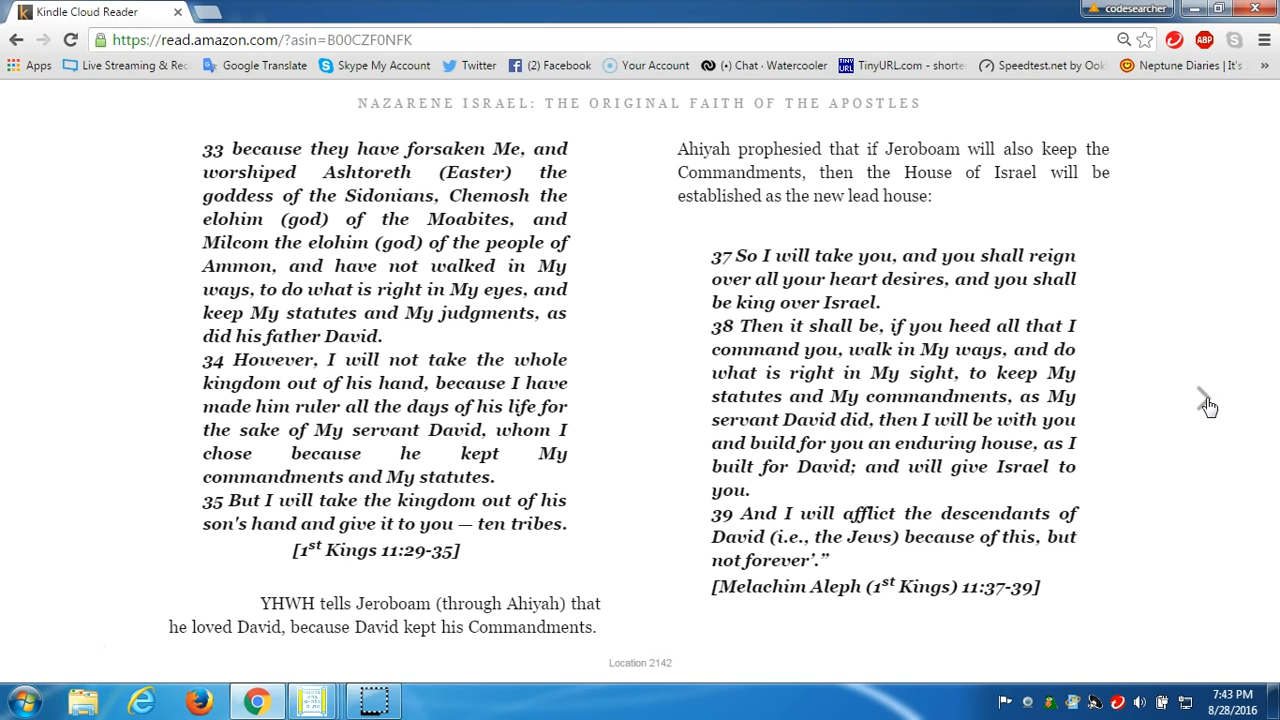 Kindle Cloud Reader
codesearcher
https://read.amazon.com/?asin=B00CZF0NFK
ABP
Apps Live Streaming & Rec Google Translate Skype My Account Twitter (2) Facebook Your Account (•) Chat · Watercooler TINY URL TinyURL.com - shorte Speedtest.net by Ookl Neptune Diaries | It's »
NAZARENE ISRAEL: THE ORIGINAL FAITH OF THE APOSTLES
33 because they have forsaken Me, and
worshiped Ashtoreth (Easter) the
goddess of the Sidonians, Chemosh the
elohim (god) of the Moabites, and
Milcom the elohim (god) of the people of
Ammon, and have not walked in My
ways, to do what is right in My eyes, and
keep My statutes and My judgments, as
did his father David.
34 However, I will not take the whole
kingdom out of his hand, because I have
made him ruler all the days of his life for
the sake of My servant David, whom I
chose because he kept My
commandments and My statutes.
35 But I will take the kingdom out of his
son's hand and give it to you — ten tribes.
[1st Kings 11:29-35]
YHWH tells Jeroboam (through Ahiyah) that
he loved David, because David kept his Commandments.
Ahiyah prophesied that if Jeroboam will also keep the
Commandments, then the House of Israel will be
established as the new lead house:
37 So I will take you, and you shall reign
over all your heart desires, and you shall
be king over Israel.
38 Then it shall be, if you heed all that I
command you, walk in My ways, and do
what is right in My sight, to keep My
statutes and My commandments, as My
servant David did, then I will be with you
and build for you an enduring house, as I
built for David; and will give Israel to
you.
39 And I will afflict the descendants of
David (i.e., the Jews) because of this, but
not forever’.”
[Melachim Aleph (1st Kings) 11:37-39]
Location 2142
7:43 PM
8/28/2016